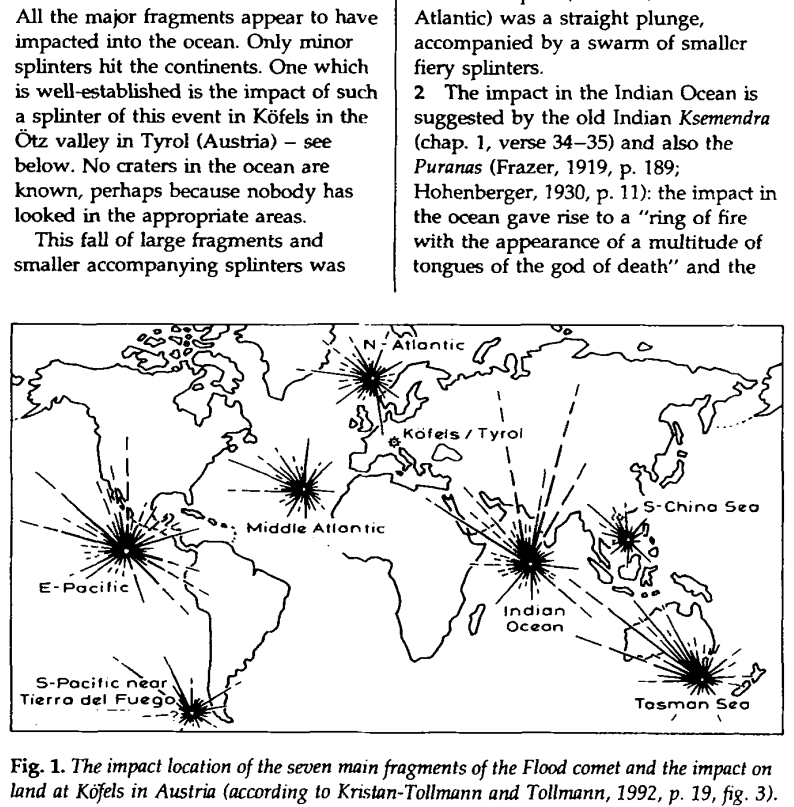 All the major fragments appear to have
impacted into the ocean. Only minor
splinters hit the continents. One which
is well-established is the impact of such
a splinter of this event in Köfels in the
Ötz valley in Tyrol (Austria) – see
below. No craters in the ocean are
known, perhaps because nobody has
looked in the appropriate areas.
This fall of large fragments and
smaller accompanying splinters was
Atlantic) was a straight plunge,
accompanied by a swarm of smaller
fiery splinters.
2 The impact in the Indian Ocean is
suggested by the old Indian Ksemendra
(chap. 1, verse 34–35) and also the
Puranas (Frazer, 1919, p. 189;
Hohenberger, 1930, p. 11): the impact in
the ocean gave rise to a "ring of fire
with the appearance of a multitude of
tongues of the god of death" and the
N-Atlantic
Köfels / Tyrol
Middle Atlantic
S-China Sea
E-Pacific
Indian
Ocean
S-Pacific near
Tierra del Fuego
Tasman Sea
Fig. 1. The impact location of the seven main fragments of the Flood comet and the impact on
land at Köfels in Austria (according to Kristan-Tollmann and Tollmann, 1992, p. 19, fig. 3).